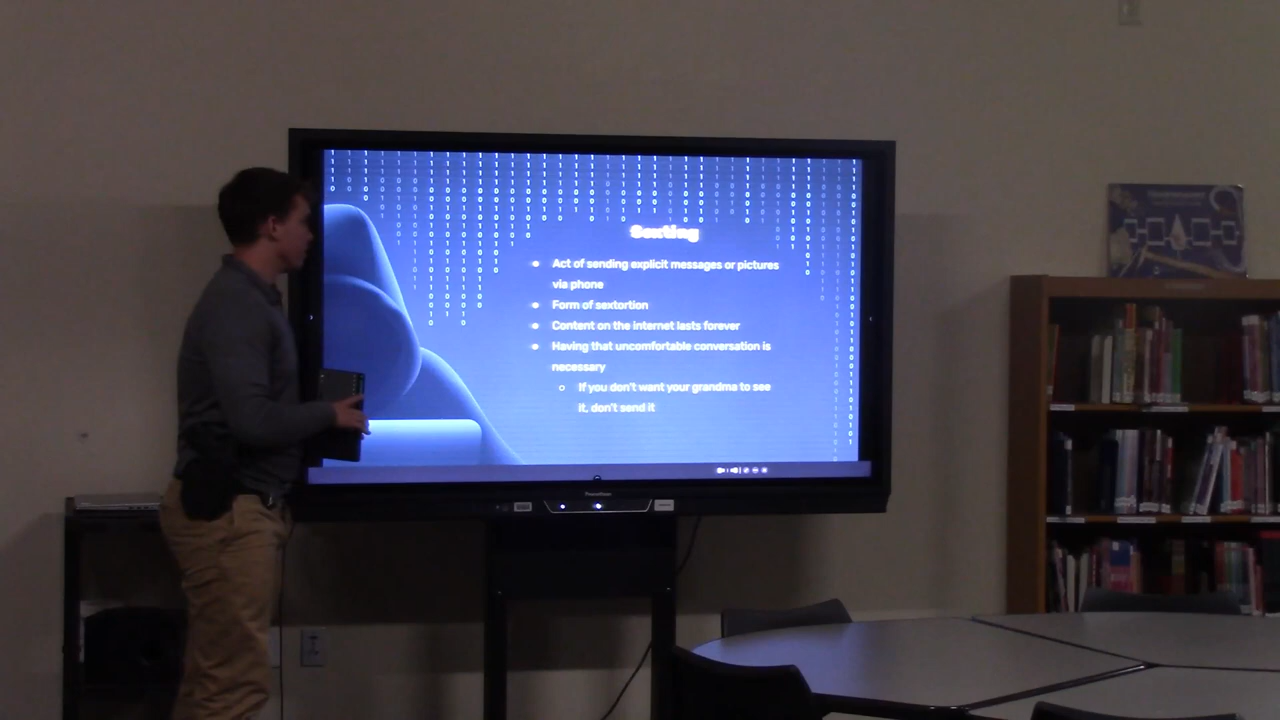 Sexting
Act of sending explicit messages or pictures
via phone
Form of sextortion
Content on the internet lasts forever
Having that uncomfortable conversation is
necessary
If you don't want your grandma to see
it, don't send it